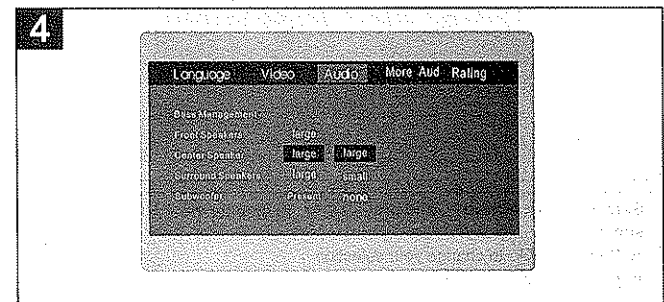 4
Language Video Audio More Aud Rating
Bass Management
Front Speakers large
Center Speaker large large
Surround Speakers large small
Subwoofer Present none